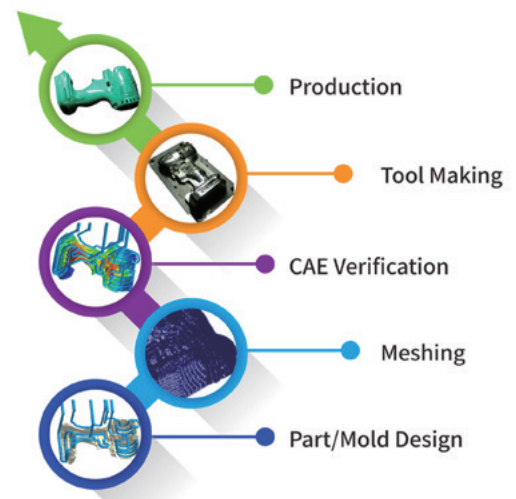 Production
Tool Making
CAE Verification
Meshing
Part/Mold Design